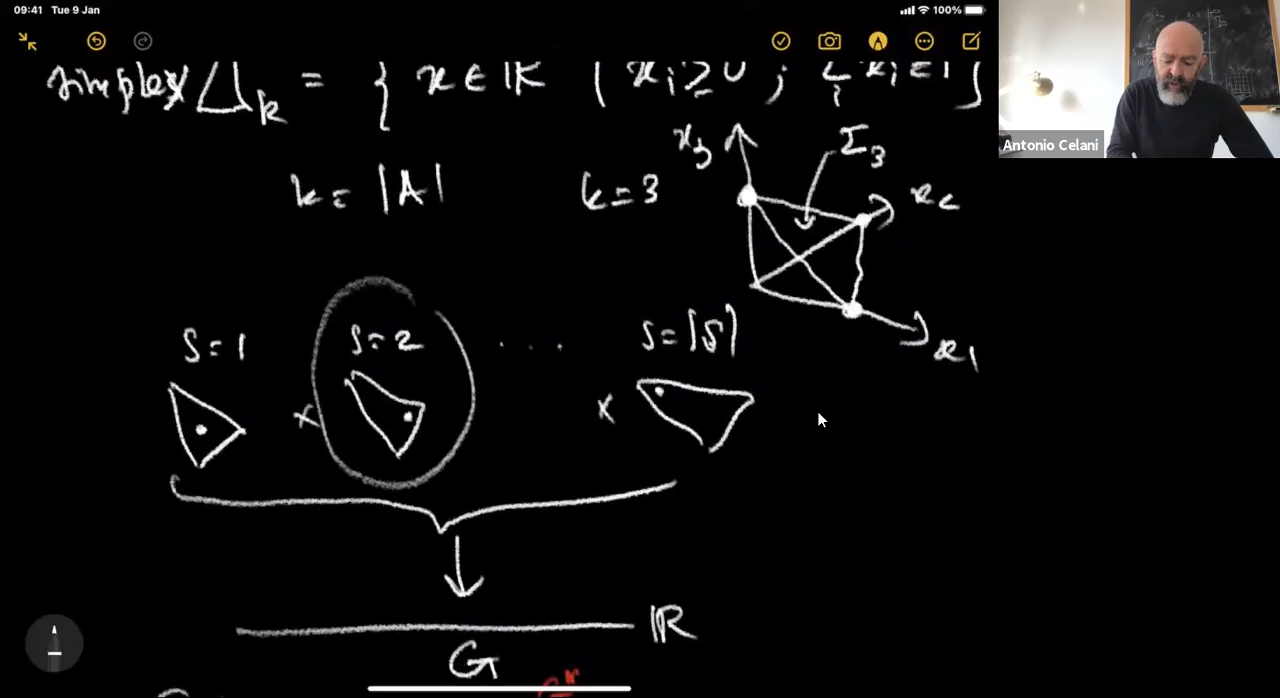 09:41 Tue 9 Jan
100%
Antonio Celani
simplex Δk = { x ∈ ℝ | xi ≥ 0 ; Σi xi = 1 }
k = |A| k=3
x3 Σ3
x2
x1
S=1 S=2 ... S=|S|
× ×
ℝ
G